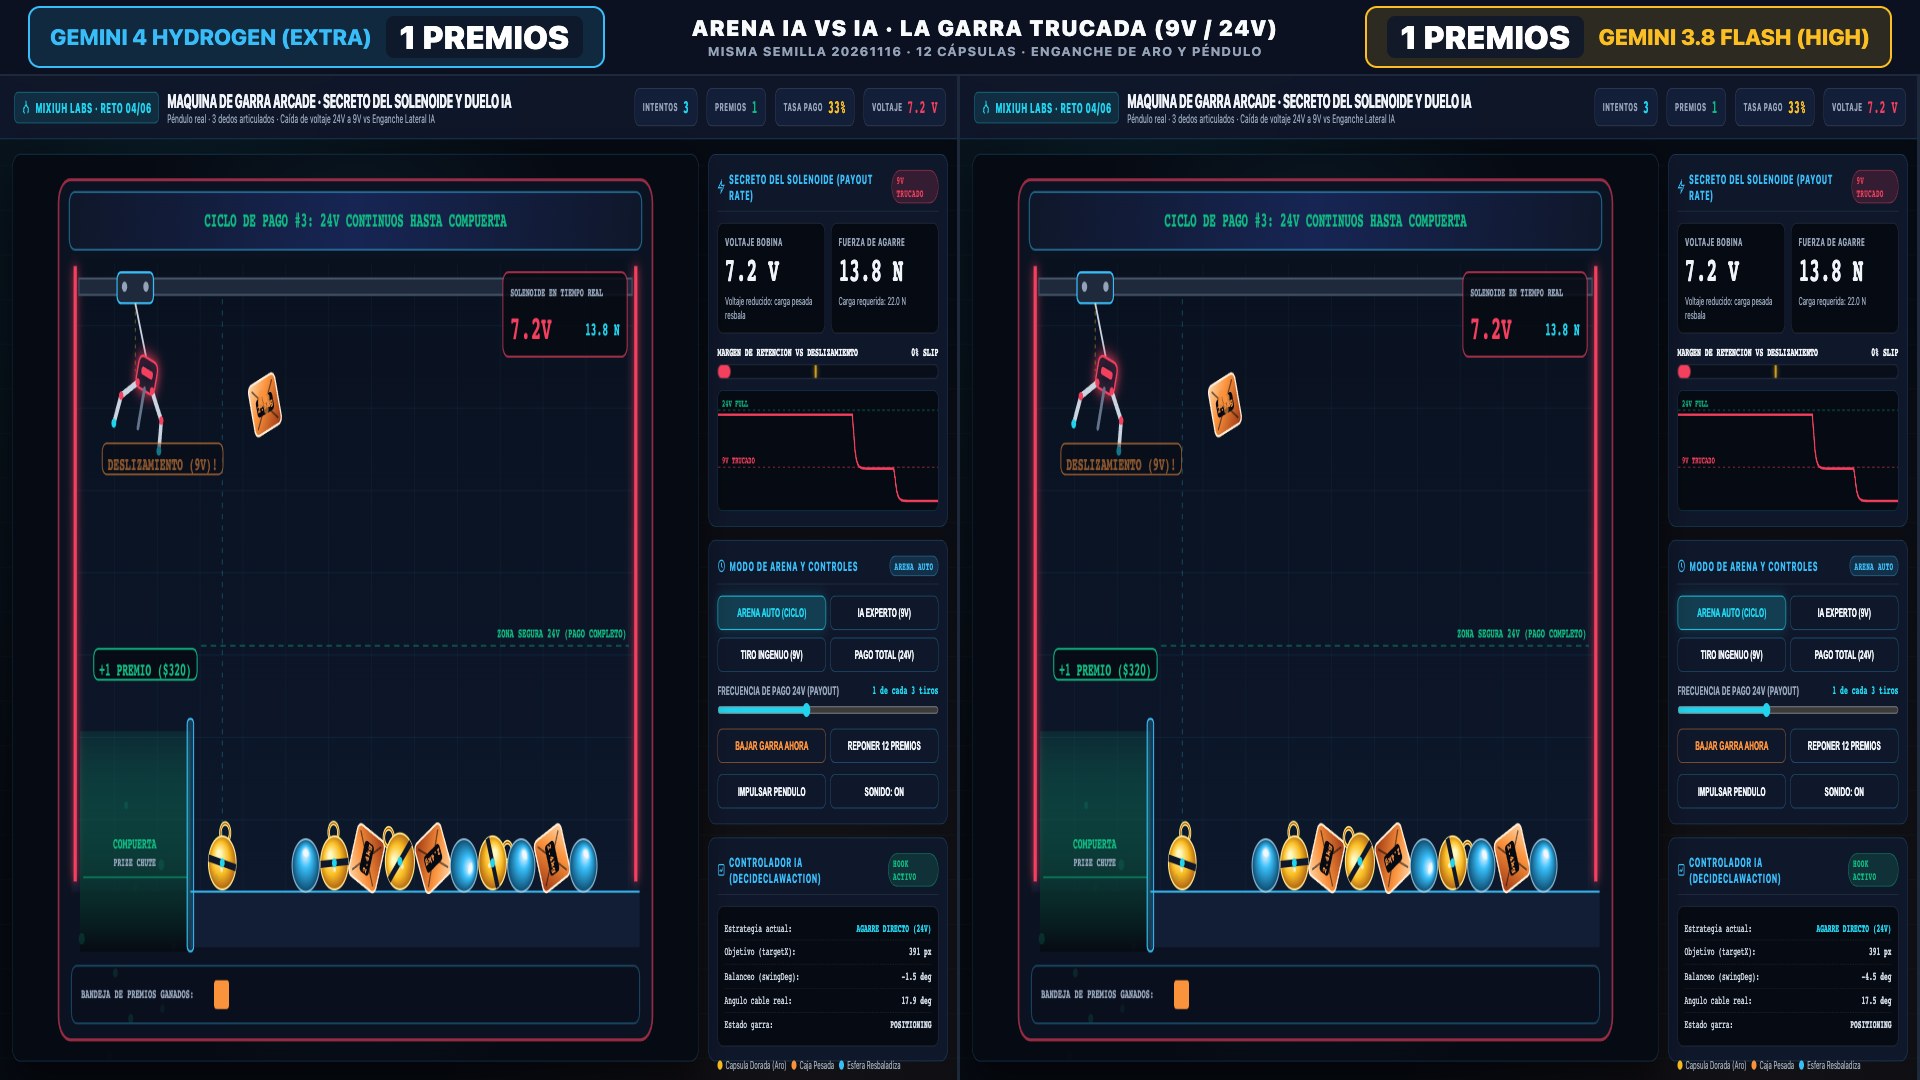 GEMINI 4 HYDROGEN (EXTRA) 1 PREMIOS
ARENA IA VS IA · LA GARRA TRUCADA (9V / 24V)
MISMA SEMILLA 20261116 · 12 CÁPSULAS · ENGANCHE DE ARO Y PÉNDULO
1 PREMIOS GEMINI 3.8 FLASH (HIGH)
MIXIUH LABS · RETO 04/06
MAQUINA DE GARRA ARCADE · SECRETO DEL SOLENOIDE Y DUELO IA
Péndulo real · 3 dedos articulados · Caída de voltaje 24V a 9V vs Enganche Lateral IA
INTENTOS 3
PREMIOS 1
TASA PAGO 33%
VOLTAJE 7.2 V
CICLO DE PAGO #3: 24V CONTINUOS HASTA COMPUERTA
SOLENOIDE EN TIEMPO REAL
7.2V 13.8 N
DESLIZAMIENTO (9V)!
ZONA SEGURA 24V (PAGO COMPLETO)
+1 PREMIO ($320)
COMPUERTA
PRIZE CHUTE
BANDEJA DE PREMIOS GANADOS:
SECRETO DEL SOLENOIDE (PAYOUT
RATE)
9V
TRUCADO
VOLTAJE BOBINA
7.2 V
Voltaje reducido: carga pesada
resbala
FUERZA DE AGARRE
13.8 N
Carga requerida: 22.0 N
MARGEN DE RETENCION VS DESLIZAMIENTO 0% SLIP
24V FULL
9V TRUCADO
MODO DE ARENA Y CONTROLES
ARENA AUTO
ARENA AUTO (CICLO)
IA EXPERTO (9V)
TIRO INGENUO (9V)
PAGO TOTAL (24V)
FRECUENCIA DE PAGO 24V (PAYOUT) 1 de cada 3 tiros
BAJAR GARRA AHORA
REPONER 12 PREMIOS
IMPULSAR PENDULO
SONIDO: ON
CONTROLADOR IA
(DECIDECLAWACTION)
HOOK
ACTIVO
Estrategia actual: AGARRE DIRECTO (24V)
Objetivo (targetX): 391 px
Balanceo (swingDeg): -1.5 deg
Angulo cable real: 17.9 deg
Estado garra: POSITIONING
Capsula Dorada (Aro) Caja Pesada Esfera Resbaladiza
MIXIUH LABS · RETO 04/06
MAQUINA DE GARRA ARCADE · SECRETO DEL SOLENOIDE Y DUELO IA
Péndulo real · 3 dedos articulados · Caída de voltaje 24V a 9V vs Enganche Lateral IA
INTENTOS 3
PREMIOS 1
TASA PAGO 33%
VOLTAJE 7.2 V
CICLO DE PAGO #3: 24V CONTINUOS HASTA COMPUERTA
SOLENOIDE EN TIEMPO REAL
7.2V 13.8 N
DESLIZAMIENTO (9V)!
ZONA SEGURA 24V (PAGO COMPLETO)
+1 PREMIO ($320)
COMPUERTA
PRIZE CHUTE
BANDEJA DE PREMIOS GANADOS:
SECRETO DEL SOLENOIDE (PAYOUT
RATE)
9V
TRUCADO
VOLTAJE BOBINA
7.2 V
Voltaje reducido: carga pesada
resbala
FUERZA DE AGARRE
13.8 N
Carga requerida: 22.0 N
MARGEN DE RETENCION VS DESLIZAMIENTO 0% SLIP
24V FULL
9V TRUCADO
MODO DE ARENA Y CONTROLES
ARENA AUTO
ARENA AUTO (CICLO)
IA EXPERTO (9V)
TIRO INGENUO (9V)
PAGO TOTAL (24V)
FRECUENCIA DE PAGO 24V (PAYOUT) 1 de cada 3 tiros
BAJAR GARRA AHORA
REPONER 12 PREMIOS
IMPULSAR PENDULO
SONIDO: ON
CONTROLADOR IA
(DECIDECLAWACTION)
HOOK
ACTIVO
Estrategia actual: AGARRE DIRECTO (24V)
Objetivo (targetX): 391 px
Balanceo (swingDeg): -4.5 deg
Angulo cable real: 17.5 deg
Estado garra: POSITIONING
Capsula Dorada (Aro) Caja Pesada Esfera Resbaladiza